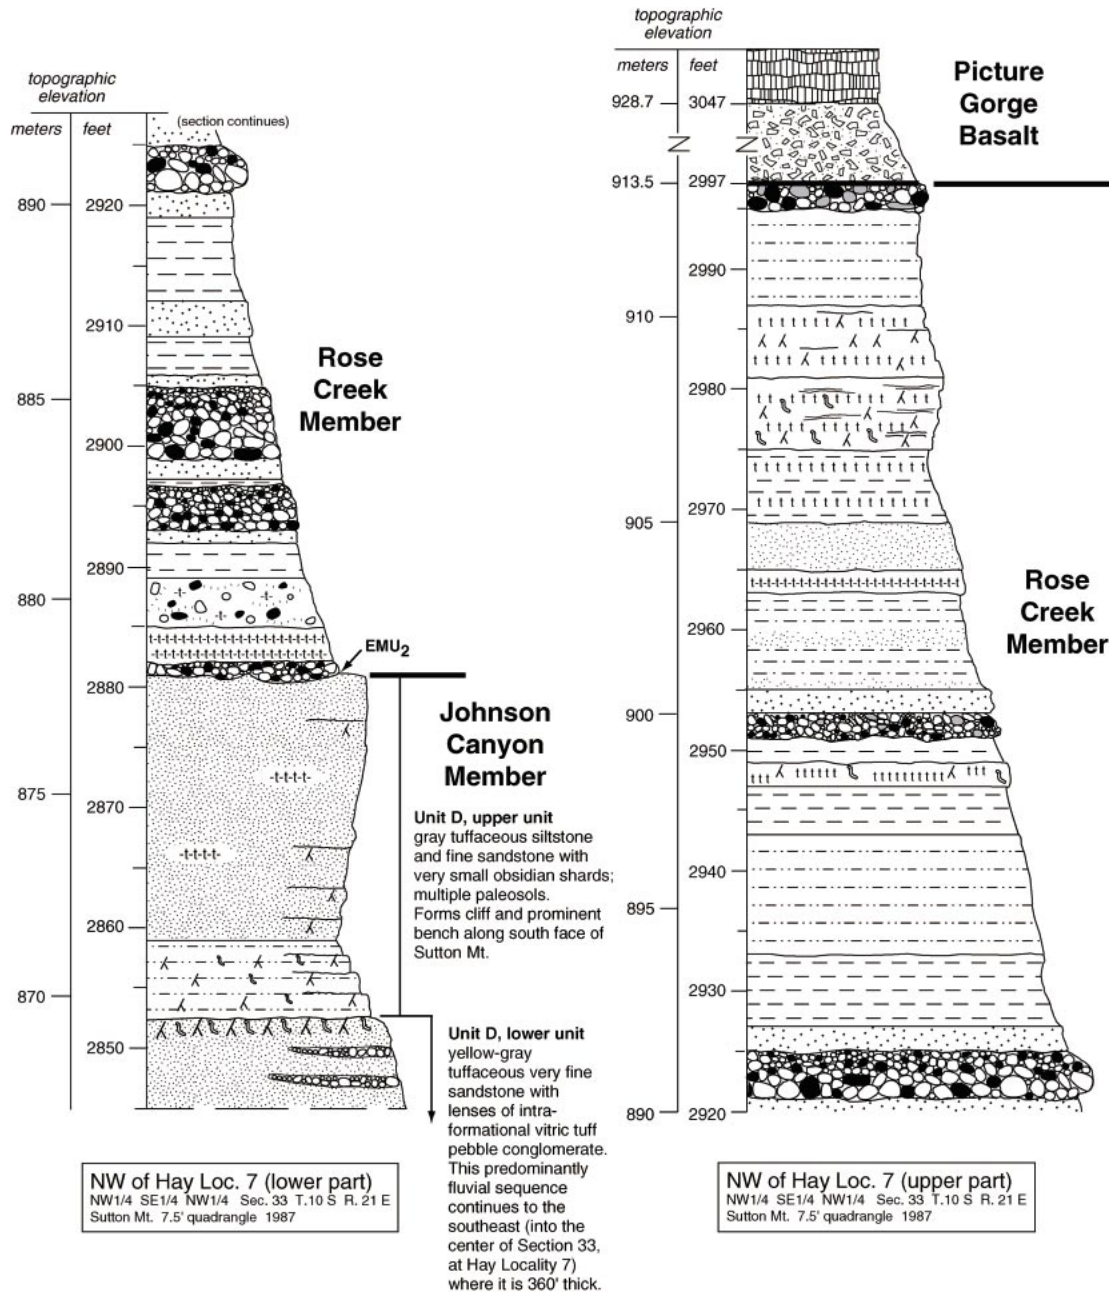 topographic
elevation
meters feet
(section continues)
890
2920
2910
885
2900
2890
880
2880
2870
875
2860
870
2850
Rose
Creek
Member
EMU2
Johnson
Canyon
Member
Unit D, upper unit
gray tuffaceous siltstone
and fine sandstone with
very small obsidian shards;
multiple paleosols.
Forms cliff and prominent
bench along south face of
Sutton Mt.
Unit D, lower unit
yellow-gray
tuffaceous very fine
sandstone with
lenses of intra-
formational vitric tuff
pebble conglomerate.
This predominantly
fluvial sequence
continues to the
southeast (into the
center of Section 33,
at Hay Locality 7)
where it is 360' thick.
NW of Hay Loc. 7 (lower part)
NW1/4 SE1/4 NW1/4 Sec. 33 T.10 S R. 21 E
Sutton Mt. 7.5' quadrangle 1987
topographic
elevation
meters feet
928.7 3047
913.5 2997
2990
910
2980
2970
905
2960
900
2950
2940
895
2930
890 2920
Picture
Gorge
Basalt
Rose
Creek
Member
NW of Hay Loc. 7 (upper part)
NW1/4 SE1/4 NW1/4 Sec. 33 T.10 S R. 21 E
Sutton Mt. 7.5' quadrangle 1987